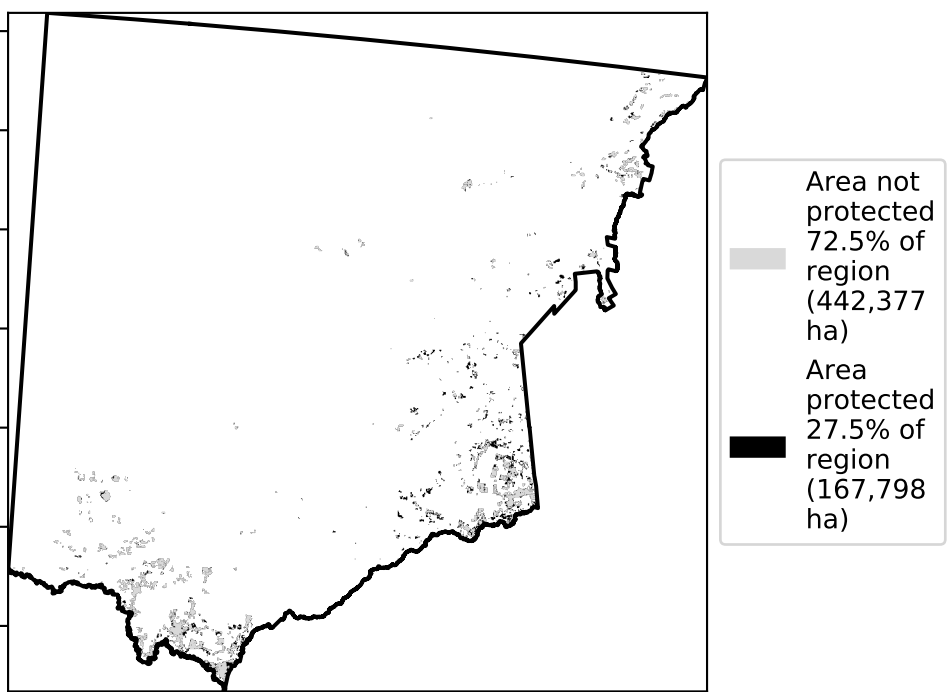 Area not
protected
72.5% of
region
(442,377
ha)
Area
protected
27.5% of
region
(167,798
ha)